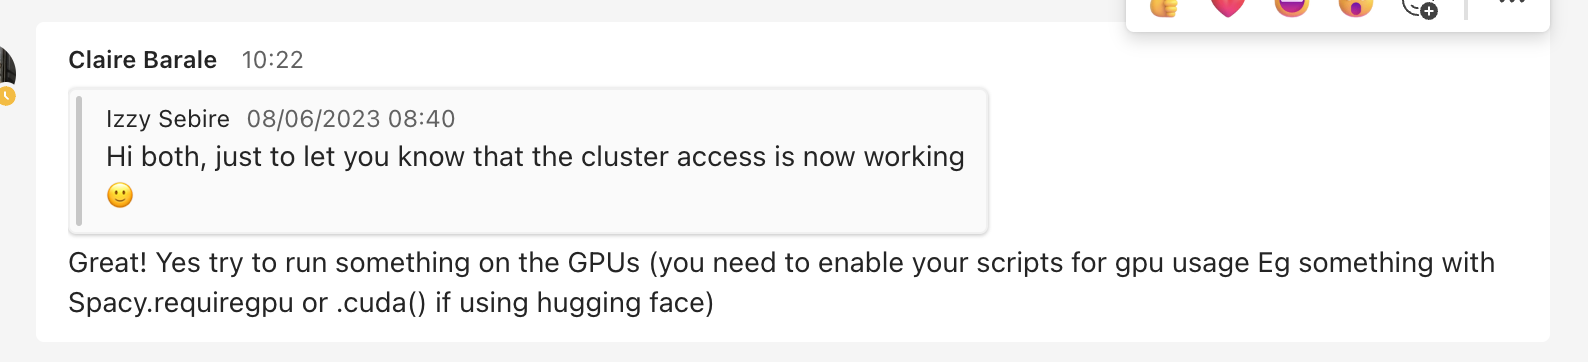 Claire Barale 10:22
Izzy Sebire 08/06/2023 08:40
Hi both, just to let you know that the cluster access is now working
🙂
Great! Yes try to run something on the GPUs (you need to enable your scripts for gpu usage Eg something with
Spacy.requiregpu or .cuda() if using hugging face)